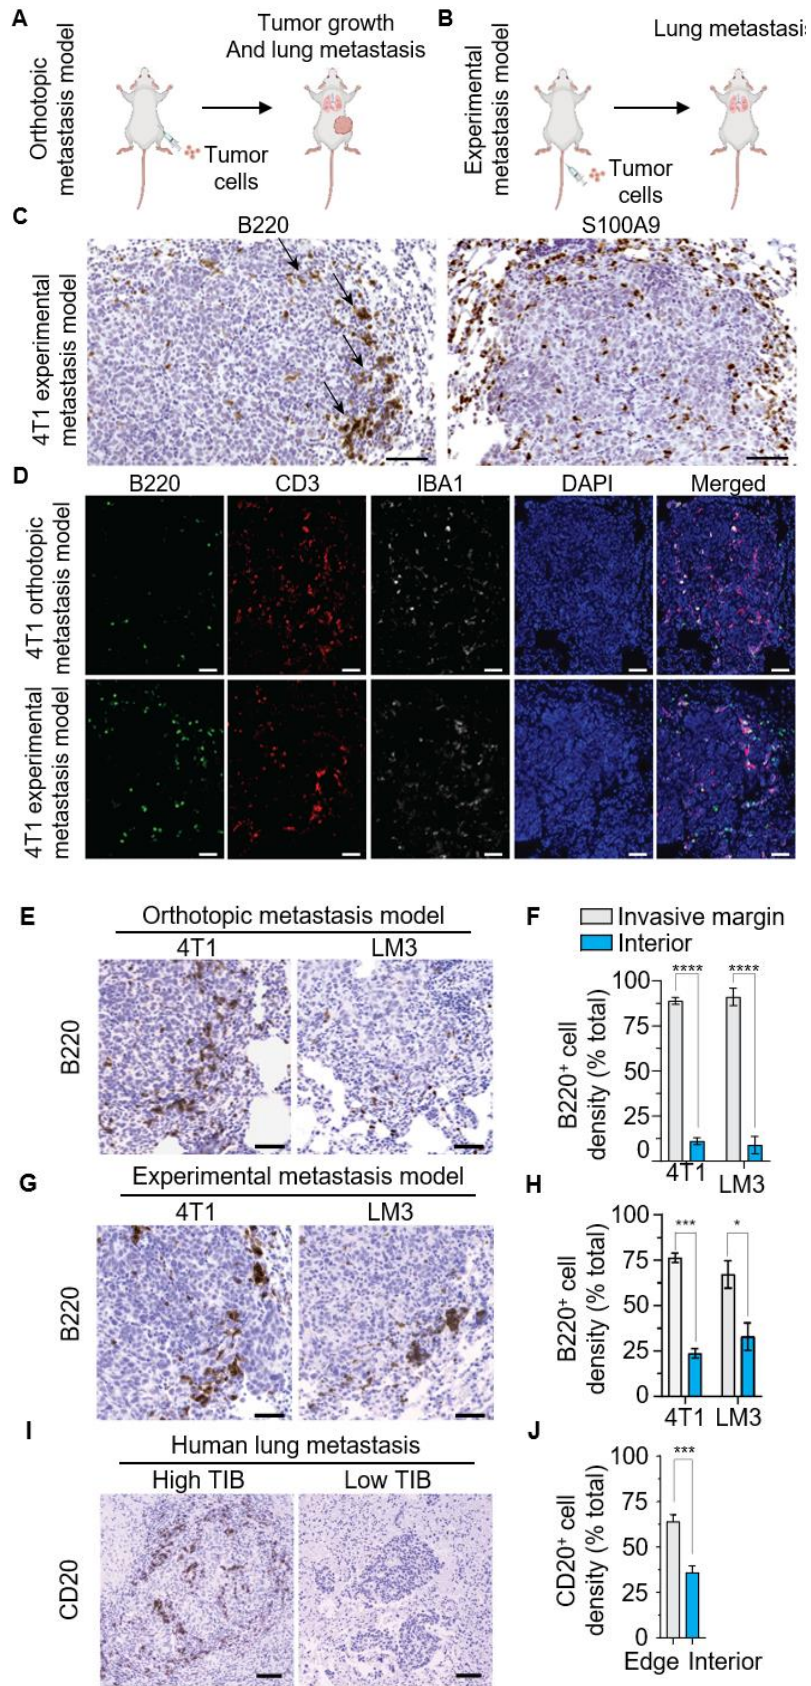 A
Orthotopic
metastasis model
Tumor growth
And lung metastasis
Tumor
cells
B
Experimental
metastasis model
Lung metastasis
Tumor
cells
C
B220
S100A9
4T1 experimental
metastasis model
D
B220
CD3
IBA1
DAPI
Merged
4T1 orthotopic
metastasis model
4T1 experimental
metastasis model
E
Orthotopic metastasis model
4T1
LM3
B220
F
Invasive margin
Interior
B220+ cell
density (% total)
100
75
50
25
0
****
****
4T1
LM3
G
Experimental metastasis model
4T1
LM3
B220
H
B220+ cell
density (% total)
100
75
50
25
0
***
*
4T1
LM3
I
Human lung metastasis
High TIB
Low TIB
CD20
J
CD20+ cell
density (% total)
100
75
50
25
0
***
Edge Interior